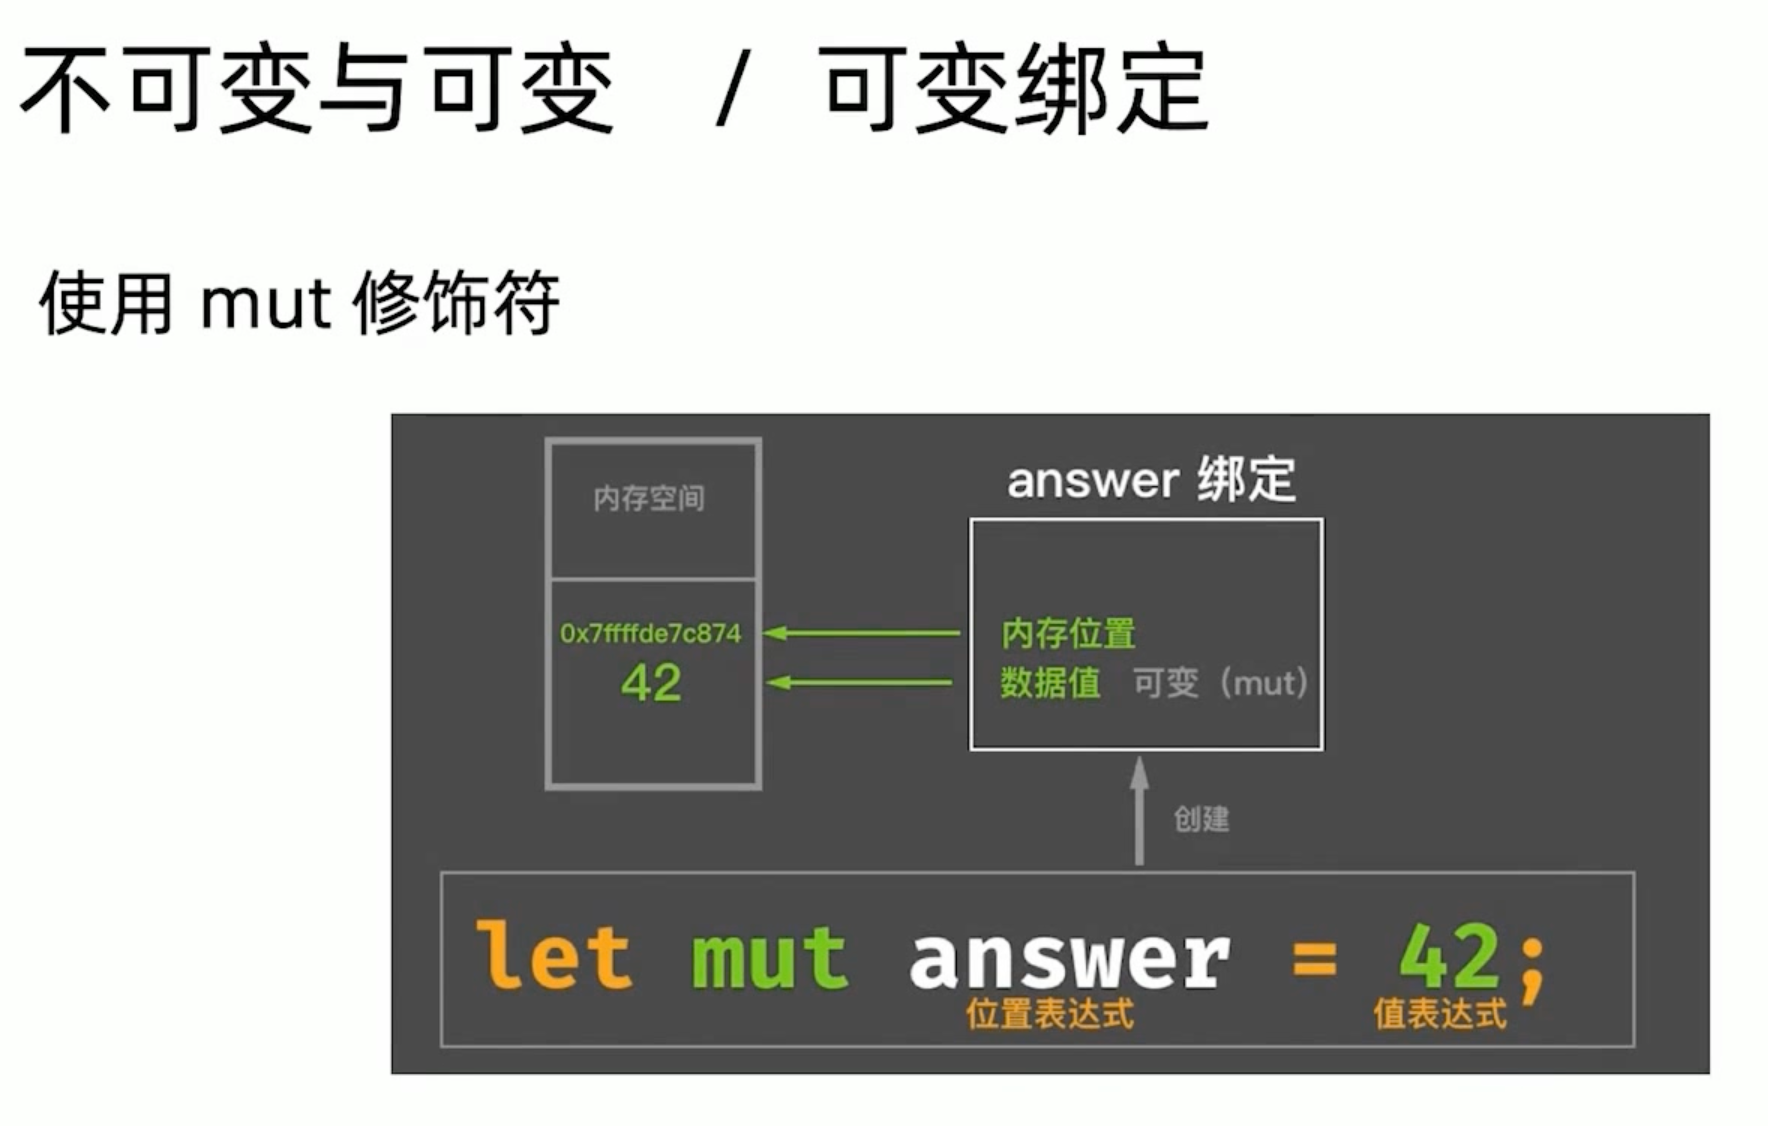 不可变与可变 / 可变绑定
使用 mut 修饰符
内存空间
0x7ffffde7c874
42
answer 绑定
内存位置
数据值 可变（mut）
创建
let mut answer = 42;
位置表达式 值表达式